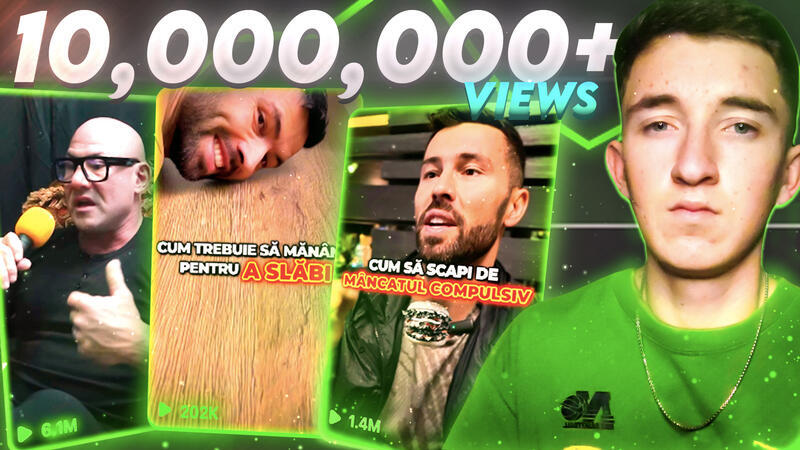 10,000,000+
VIEWS
CUM TREBUIE SĂ MĂNÂN
PENTRU A SLĂBI
CUM SĂ SCAPI DE
MÂNCATUL COMPULSIV
6.1M
202K
1.4M